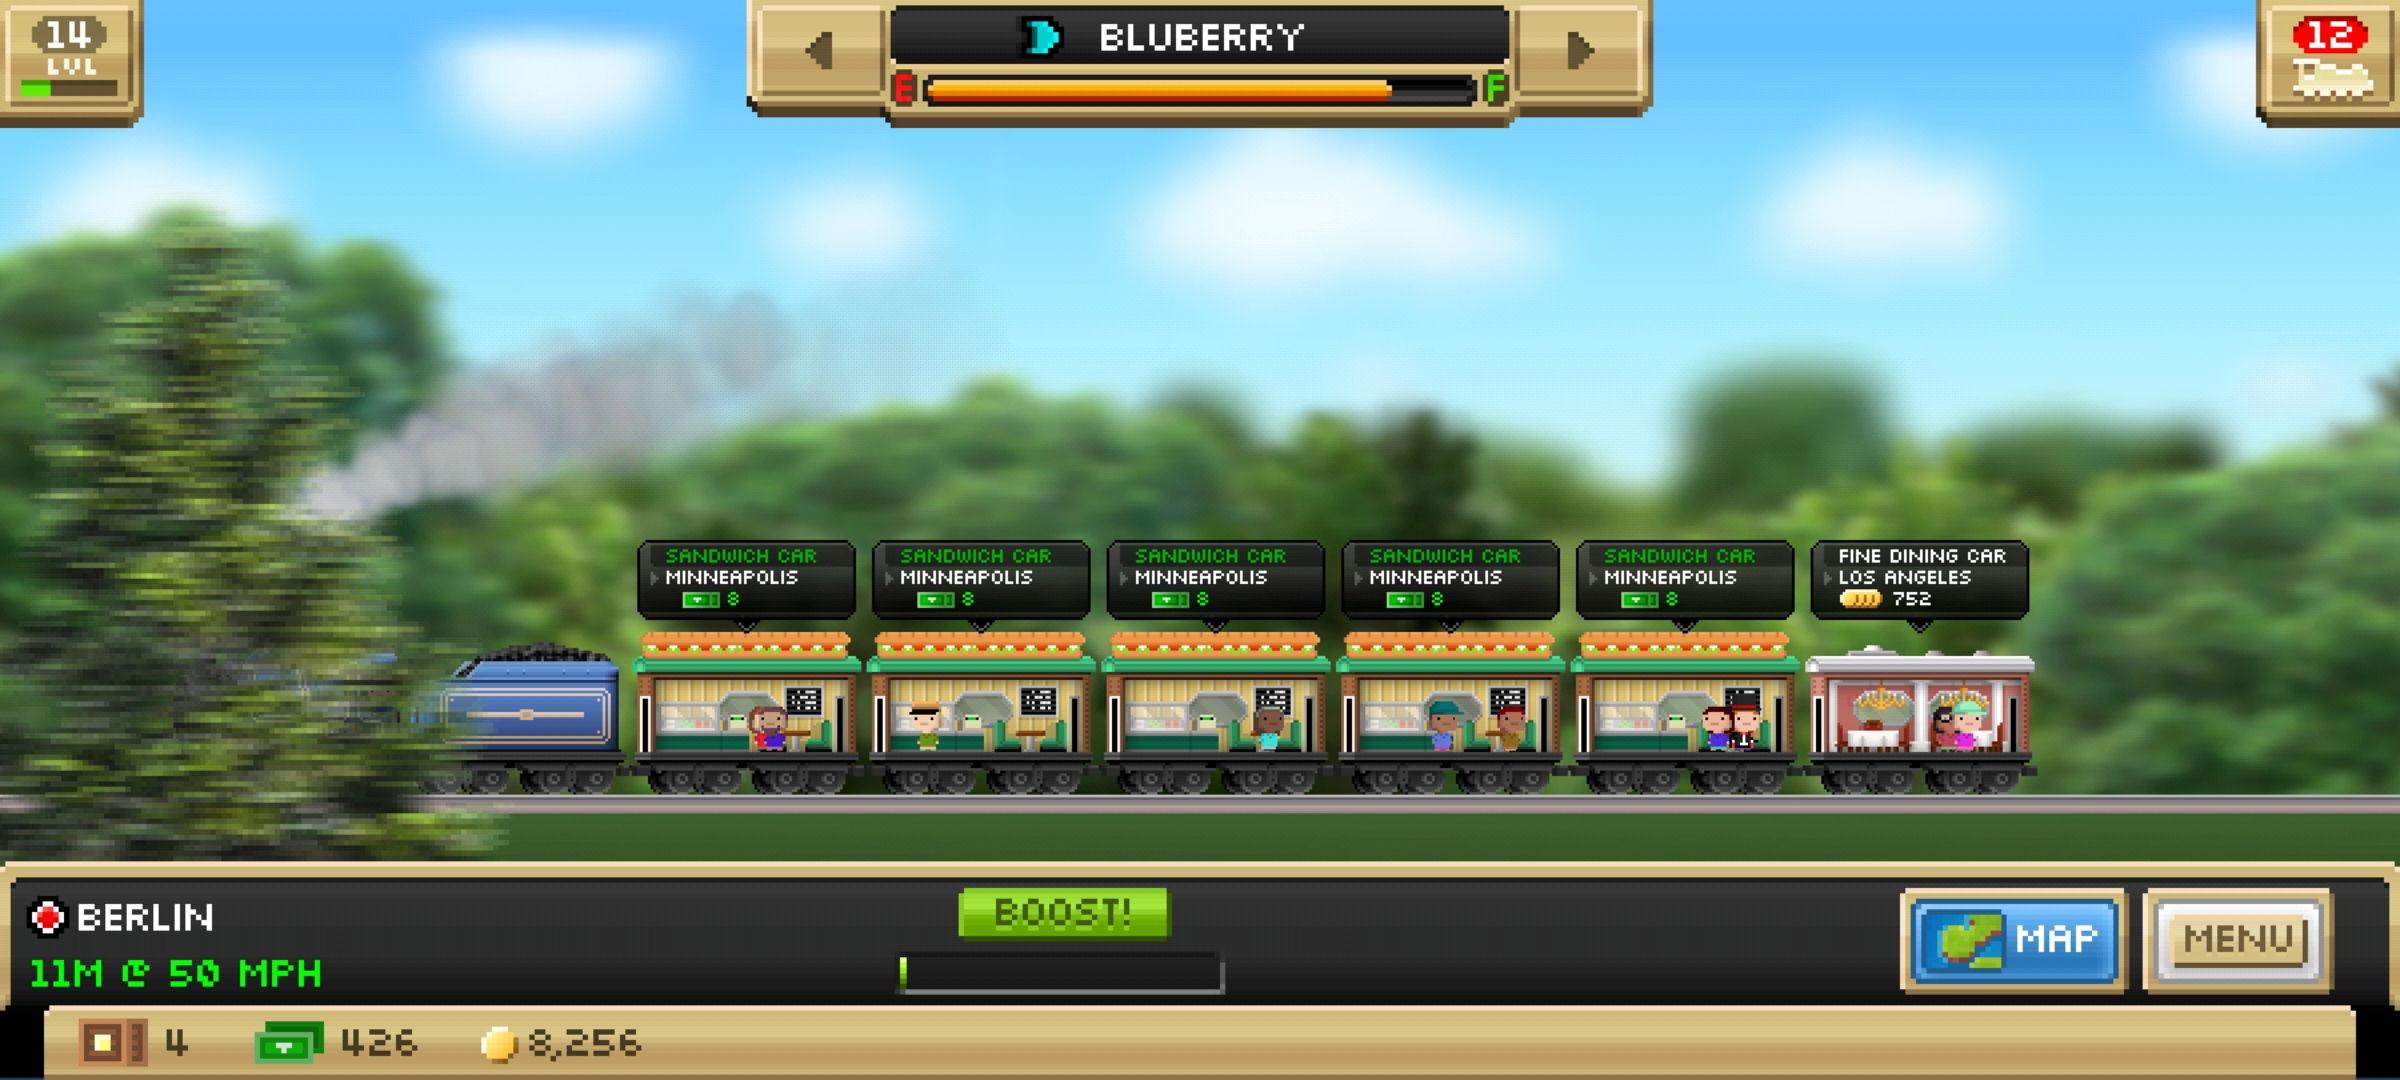 14
LVL
BLUBERRY
E
F
12
SANDWICH CAR
MINNEAPOLIS
8
SANDWICH CAR
MINNEAPOLIS
8
SANDWICH CAR
MINNEAPOLIS
8
SANDWICH CAR
MINNEAPOLIS
8
SANDWICH CAR
MINNEAPOLIS
8
FINE DINING CAR
LOS ANGELES
752
BERLIN
11M @ 50 MPH
BOOST!
MAP
MENU
4
426
8,256